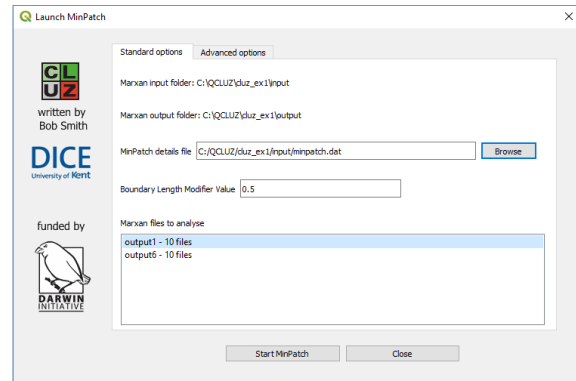 Launch MinPatch
Standard options
Advanced options
CL
UZ
written by
Bob Smith
DICE
University of Kent
funded by
DARWIN
INITIATIVE
Marxan input folder: C:\QCLUZ\cluz_ex1\input
Marxan output folder: C:\QCLUZ\cluz_ex1\output
MinPatch details file C:/QCLUZ/cluz_ex1/input/minpatch.dat Browse
Boundary Length Modifier Value 0.5
Marxan files to analyse
output1 - 10 files
output6 - 10 files
Start MinPatch
Close